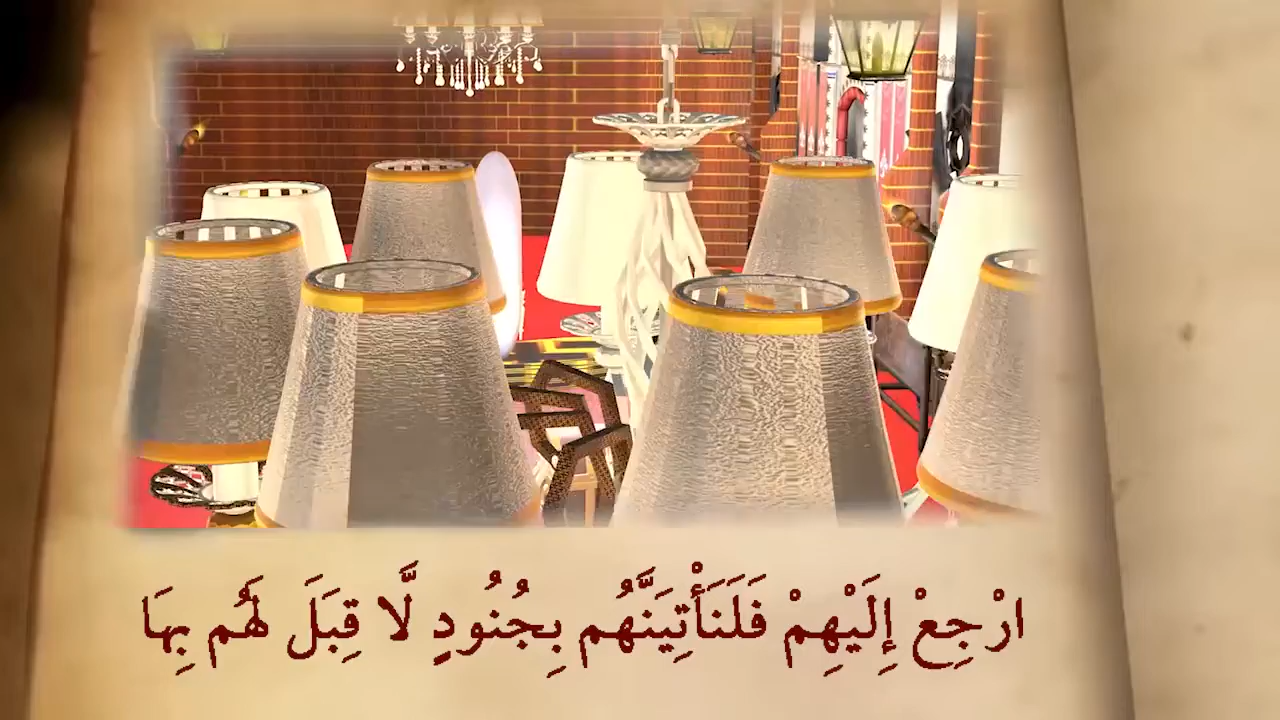 ارْجِعْ إِلَيْهِمْ فَلَنَأْتِيَنَّهُم بِجُنُودٍ لَّا قِبَلَ لَهُم بِهَا